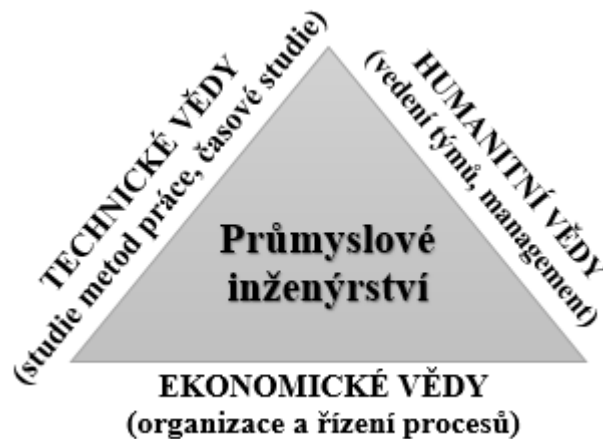 TECHNICKÉ VĚDY
(studie metod práce, časové studie)
HUMANITNÍ VĚDY
(vedení týmů, management)
Průmyslové
inženýrství
EKONOMICKÉ VĚDY
(organizace a řízení procesů)